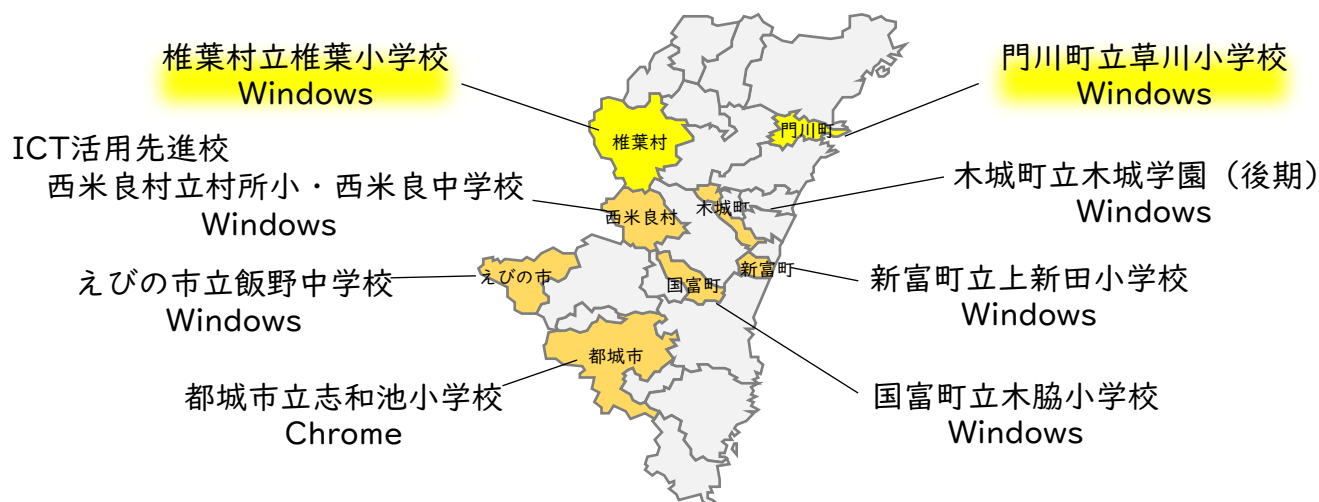 椎葉村立椎葉小学校
Windows
門川町立草川小学校
Windows
椎葉村
門川町
ICT活用先進校
西米良村立村所小・西米良中学校
Windows
木城町立木城学園（後期）
Windows
西米良村
木城町
えびの市立飯野中学校
Windows
えびの市
国富町
新富町
新富町立上新田小学校
Windows
都城市
都城市立志和池小学校
Chrome
国富町立木脇小学校
Windows